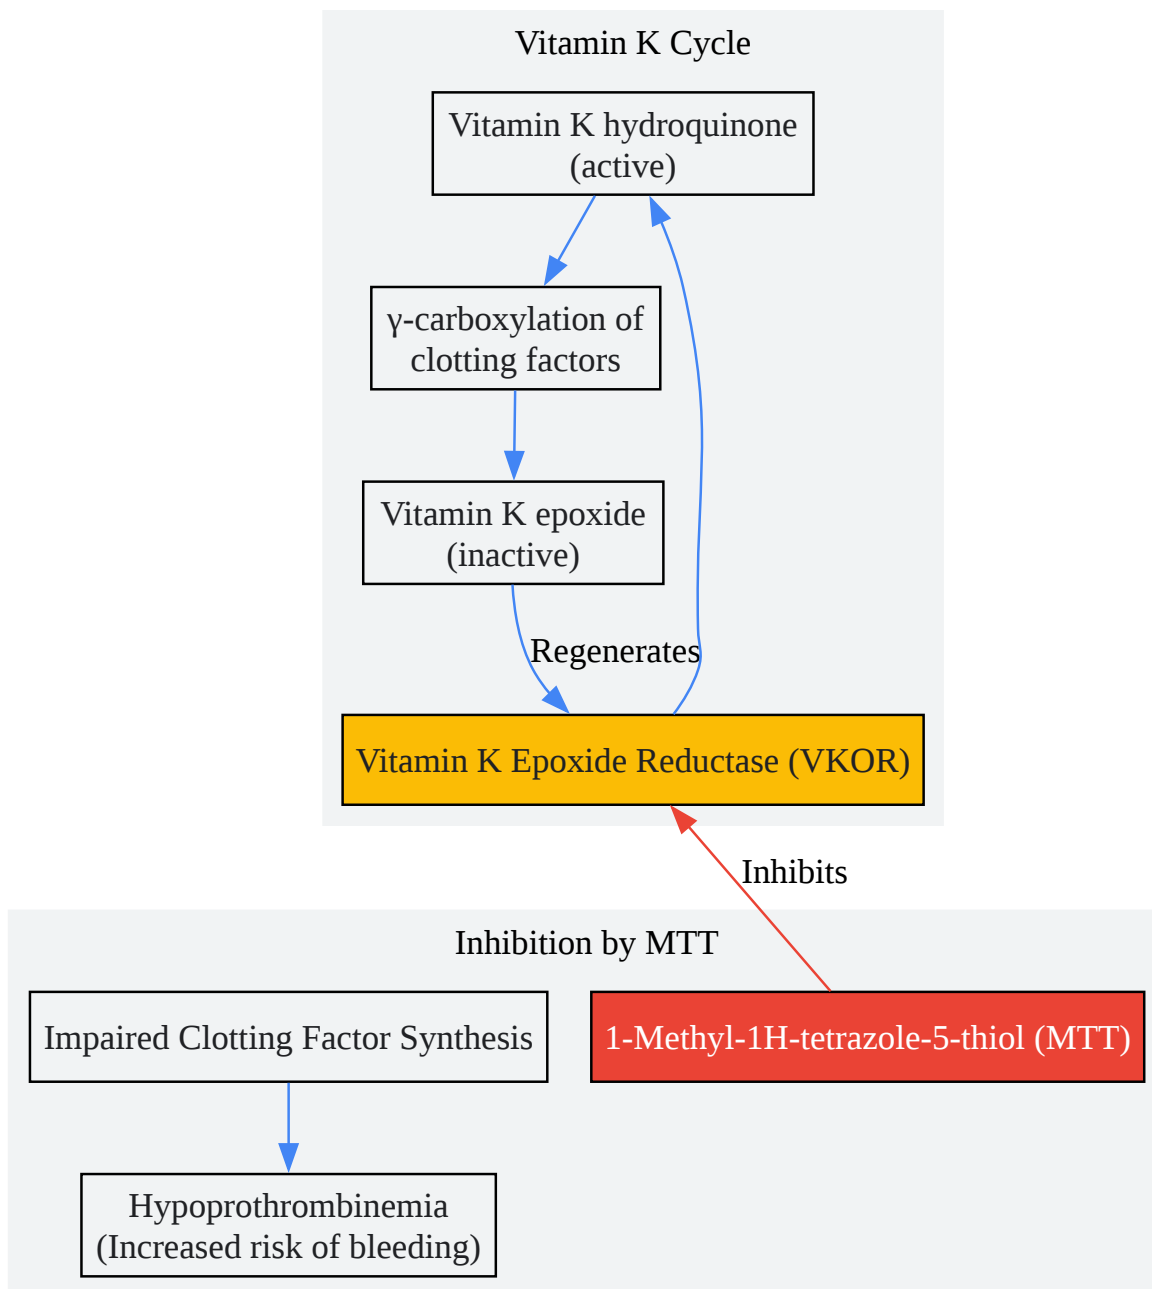 Vitamin K Cycle
Vitamin K hydroquinone
(active)
γ-carboxylation of
clotting factors
Vitamin K epoxide
(inactive)
Regenerates
Vitamin K Epoxide Reductase (VKOR)
Inhibits
Inhibition by MTT
Impaired Clotting Factor Synthesis
1-Methyl-1H-tetrazole-5-thiol (MTT)
Hypoprothrombinemia
(Increased risk of bleeding)